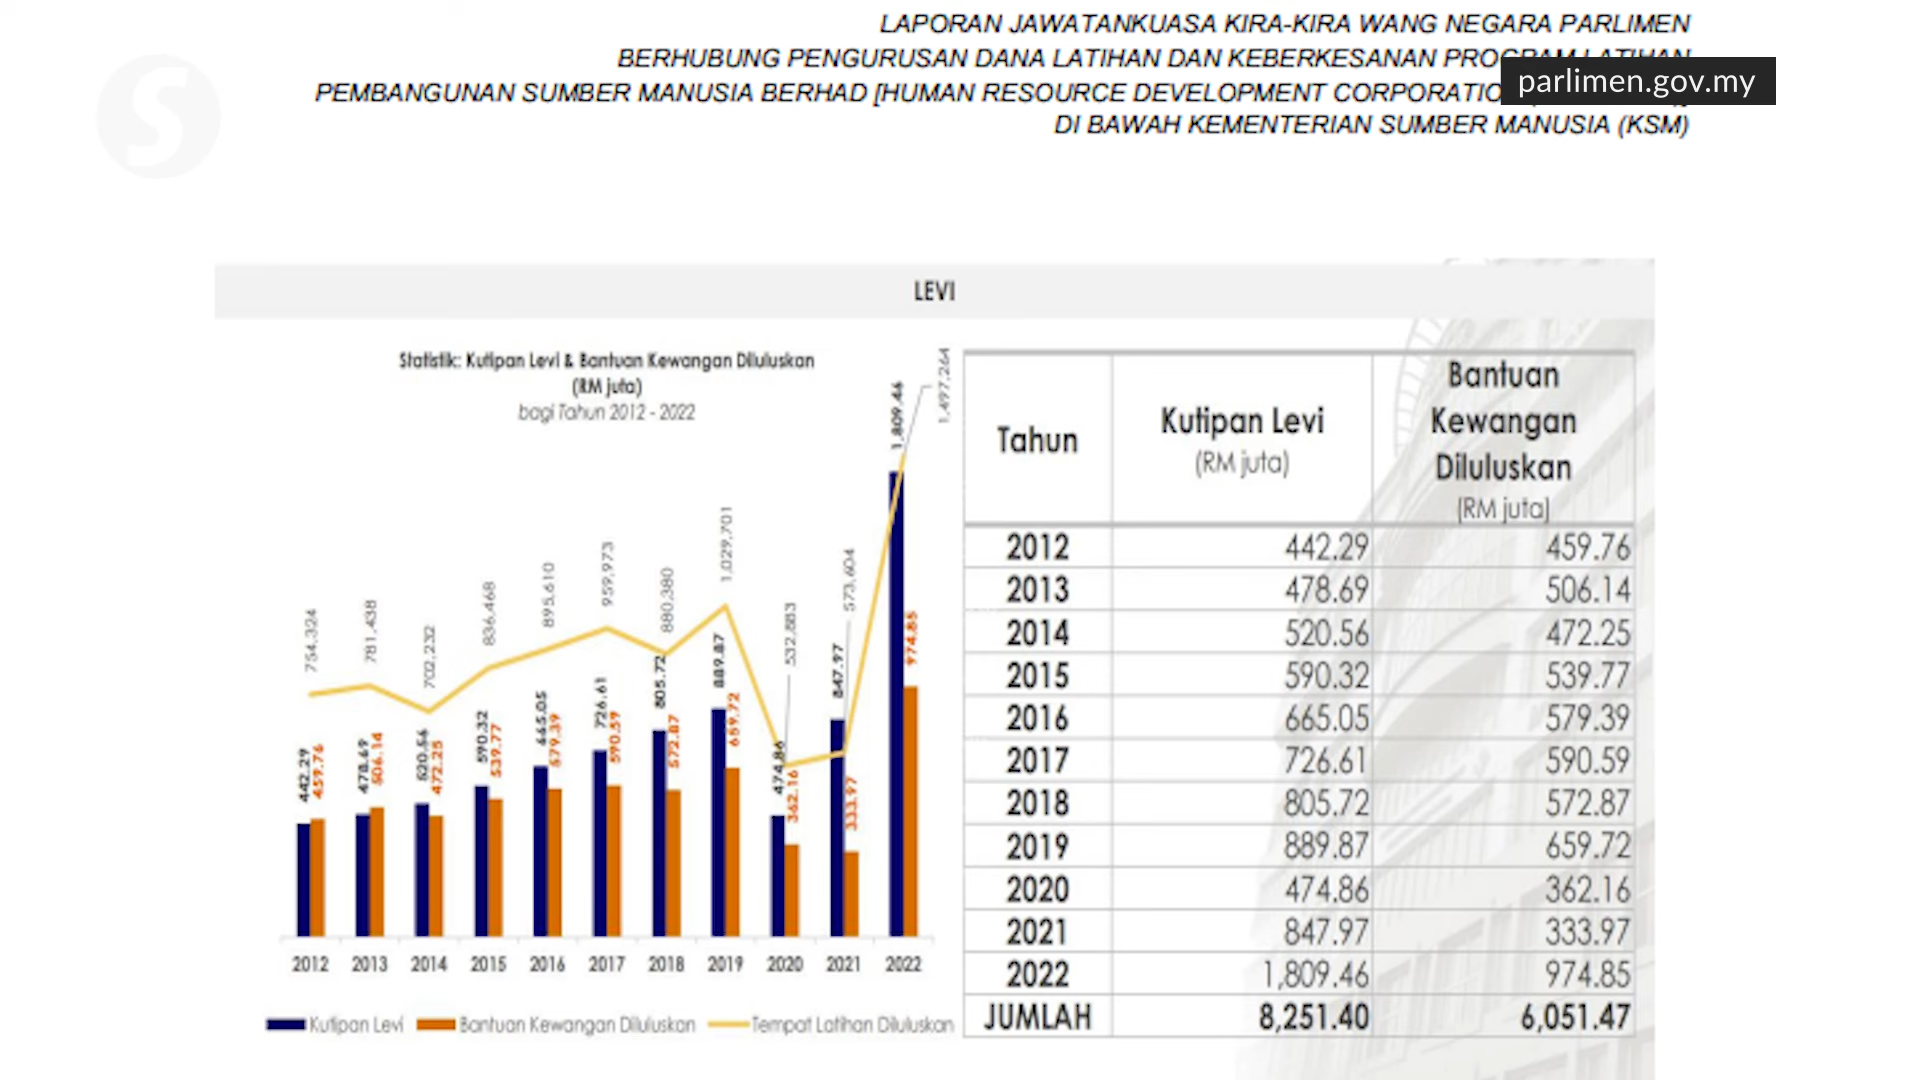 LAPORAN JAWATANKUASA KIRA-KIRA WANG NEGARA PARLIMEN
BERHUBUNG PENGURUSAN DANA LATIHAN DAN KEBERKESANAN PROGRAM LATIHAN
parlimen.gov.my
PEMBANGUNAN SUMBER MANUSIA BERHAD [HUMAN RESOURCE DEVELOPMENT
DI BAWAH KEMENTERIAN SUMBER MANUSIA (KSM)
S
LEVI
Statistik: Kutipan Levi & Bantuan Kewangan Diluluskan
(RM juta)
bagi Tahun 2012 - 2022
754,324
781,438
702,232
836,468
895,610
959,973
880,380
1,029,701
532,883
573,604
1,497,264
442.29
459.76
478.69
506.14
520.56
472.25
590.32
539.77
665.05
579.39
726.61
590.59
805.72
572.87
889.87
659.72
474.86
362.16
847.97
333.97
1,809.46
974.85
2012 2013 2014 2015 2016 2017 2018 2019 2020 2021 2022
Kutipan Levi Bantuan Kewangan Diluluskan Tempat Latihan Diluluskan
Tahun Kutipan Levi (RM juta) Bantuan Kewangan Diluluskan (RM juta)
2012 442.29 459.76
2013 478.69 506.14
2014 520.56 472.25
2015 590.32 539.77
2016 665.05 579.39
2017 726.61 590.59
2018 805.72 572.87
2019 889.87 659.72
2020 474.86 362.16
2021 847.97 333.97
2022 1,809.46 974.85
JUMLAH 8,251.40 6,051.47